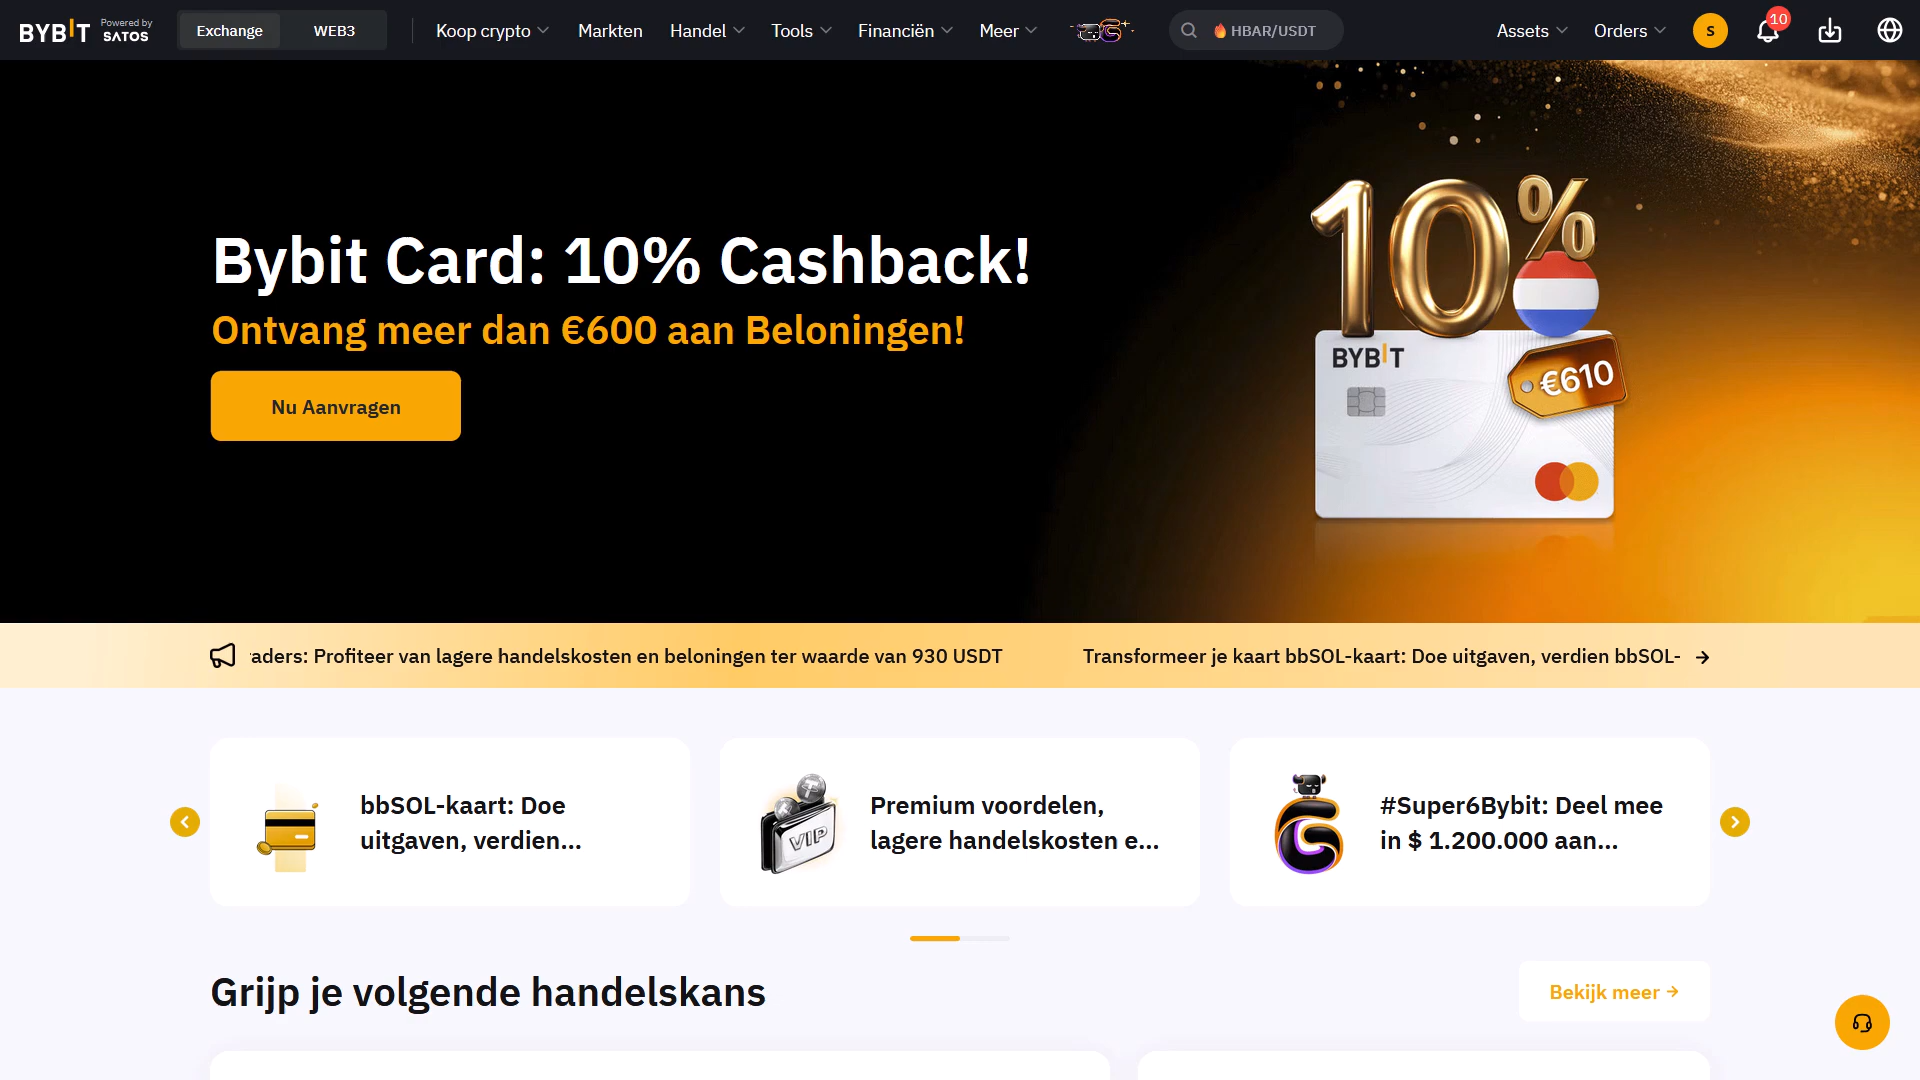 BYBIT Powered by SATOS
Exchange WEB3 Koop crypto Markten Handel Tools Financiën Meer HBAR/USDT Assets Orders S 10
Bybit Card: 10% Cashback!
Ontvang meer dan €600 aan Beloningen!
Nu Aanvragen
10%
BYBIT
€610
raders: Profiteer van lagere handelskosten en beloningen ter waarde van 930 USDT Transformeer je kaart bbSOL-kaart: Doe uitgaven, verdien bbSOL-
bbSOL-kaart: Doe
uitgaven, verdien...
VIP
Premium voordelen,
lagere handelskosten e...
#Super6Bybit: Deel mee
in $ 1.200.000 aan...
Grijp je volgende handelskans
Bekijk meer